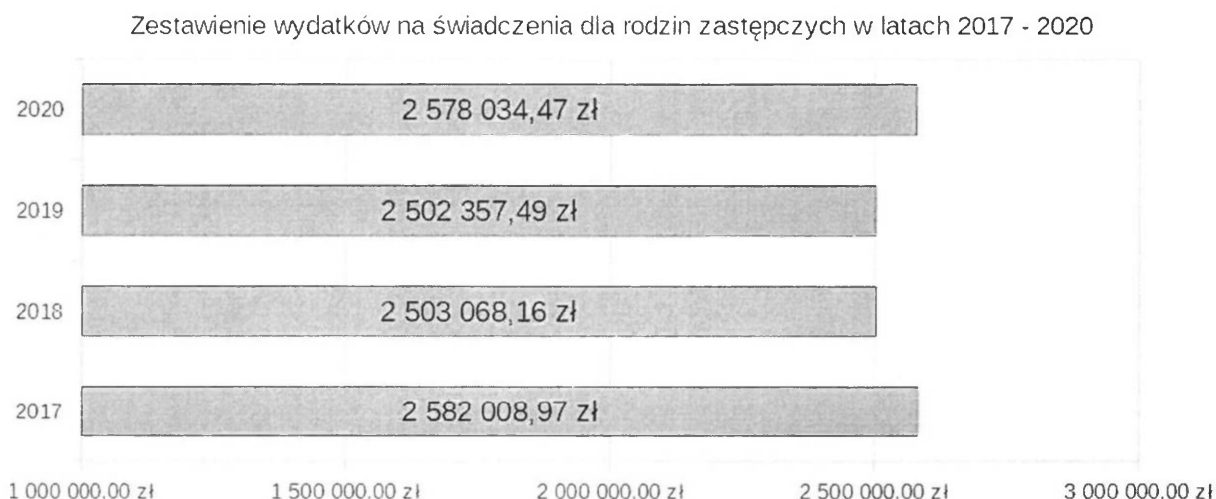 Zestawienie wydatków na świadczenia dla rodzin zastępczych w latach 2017 - 2020
2020 2 578 034,47 zł
2019 2 502 357,49 zł
2018 2 503 068,16 zł
2017 2 582 008,97 zł
1 000 000.00 zł 1 500 000.00 zł 2 000 000.00 zł 2 500 000.00 zł 3 000 000.00 zł